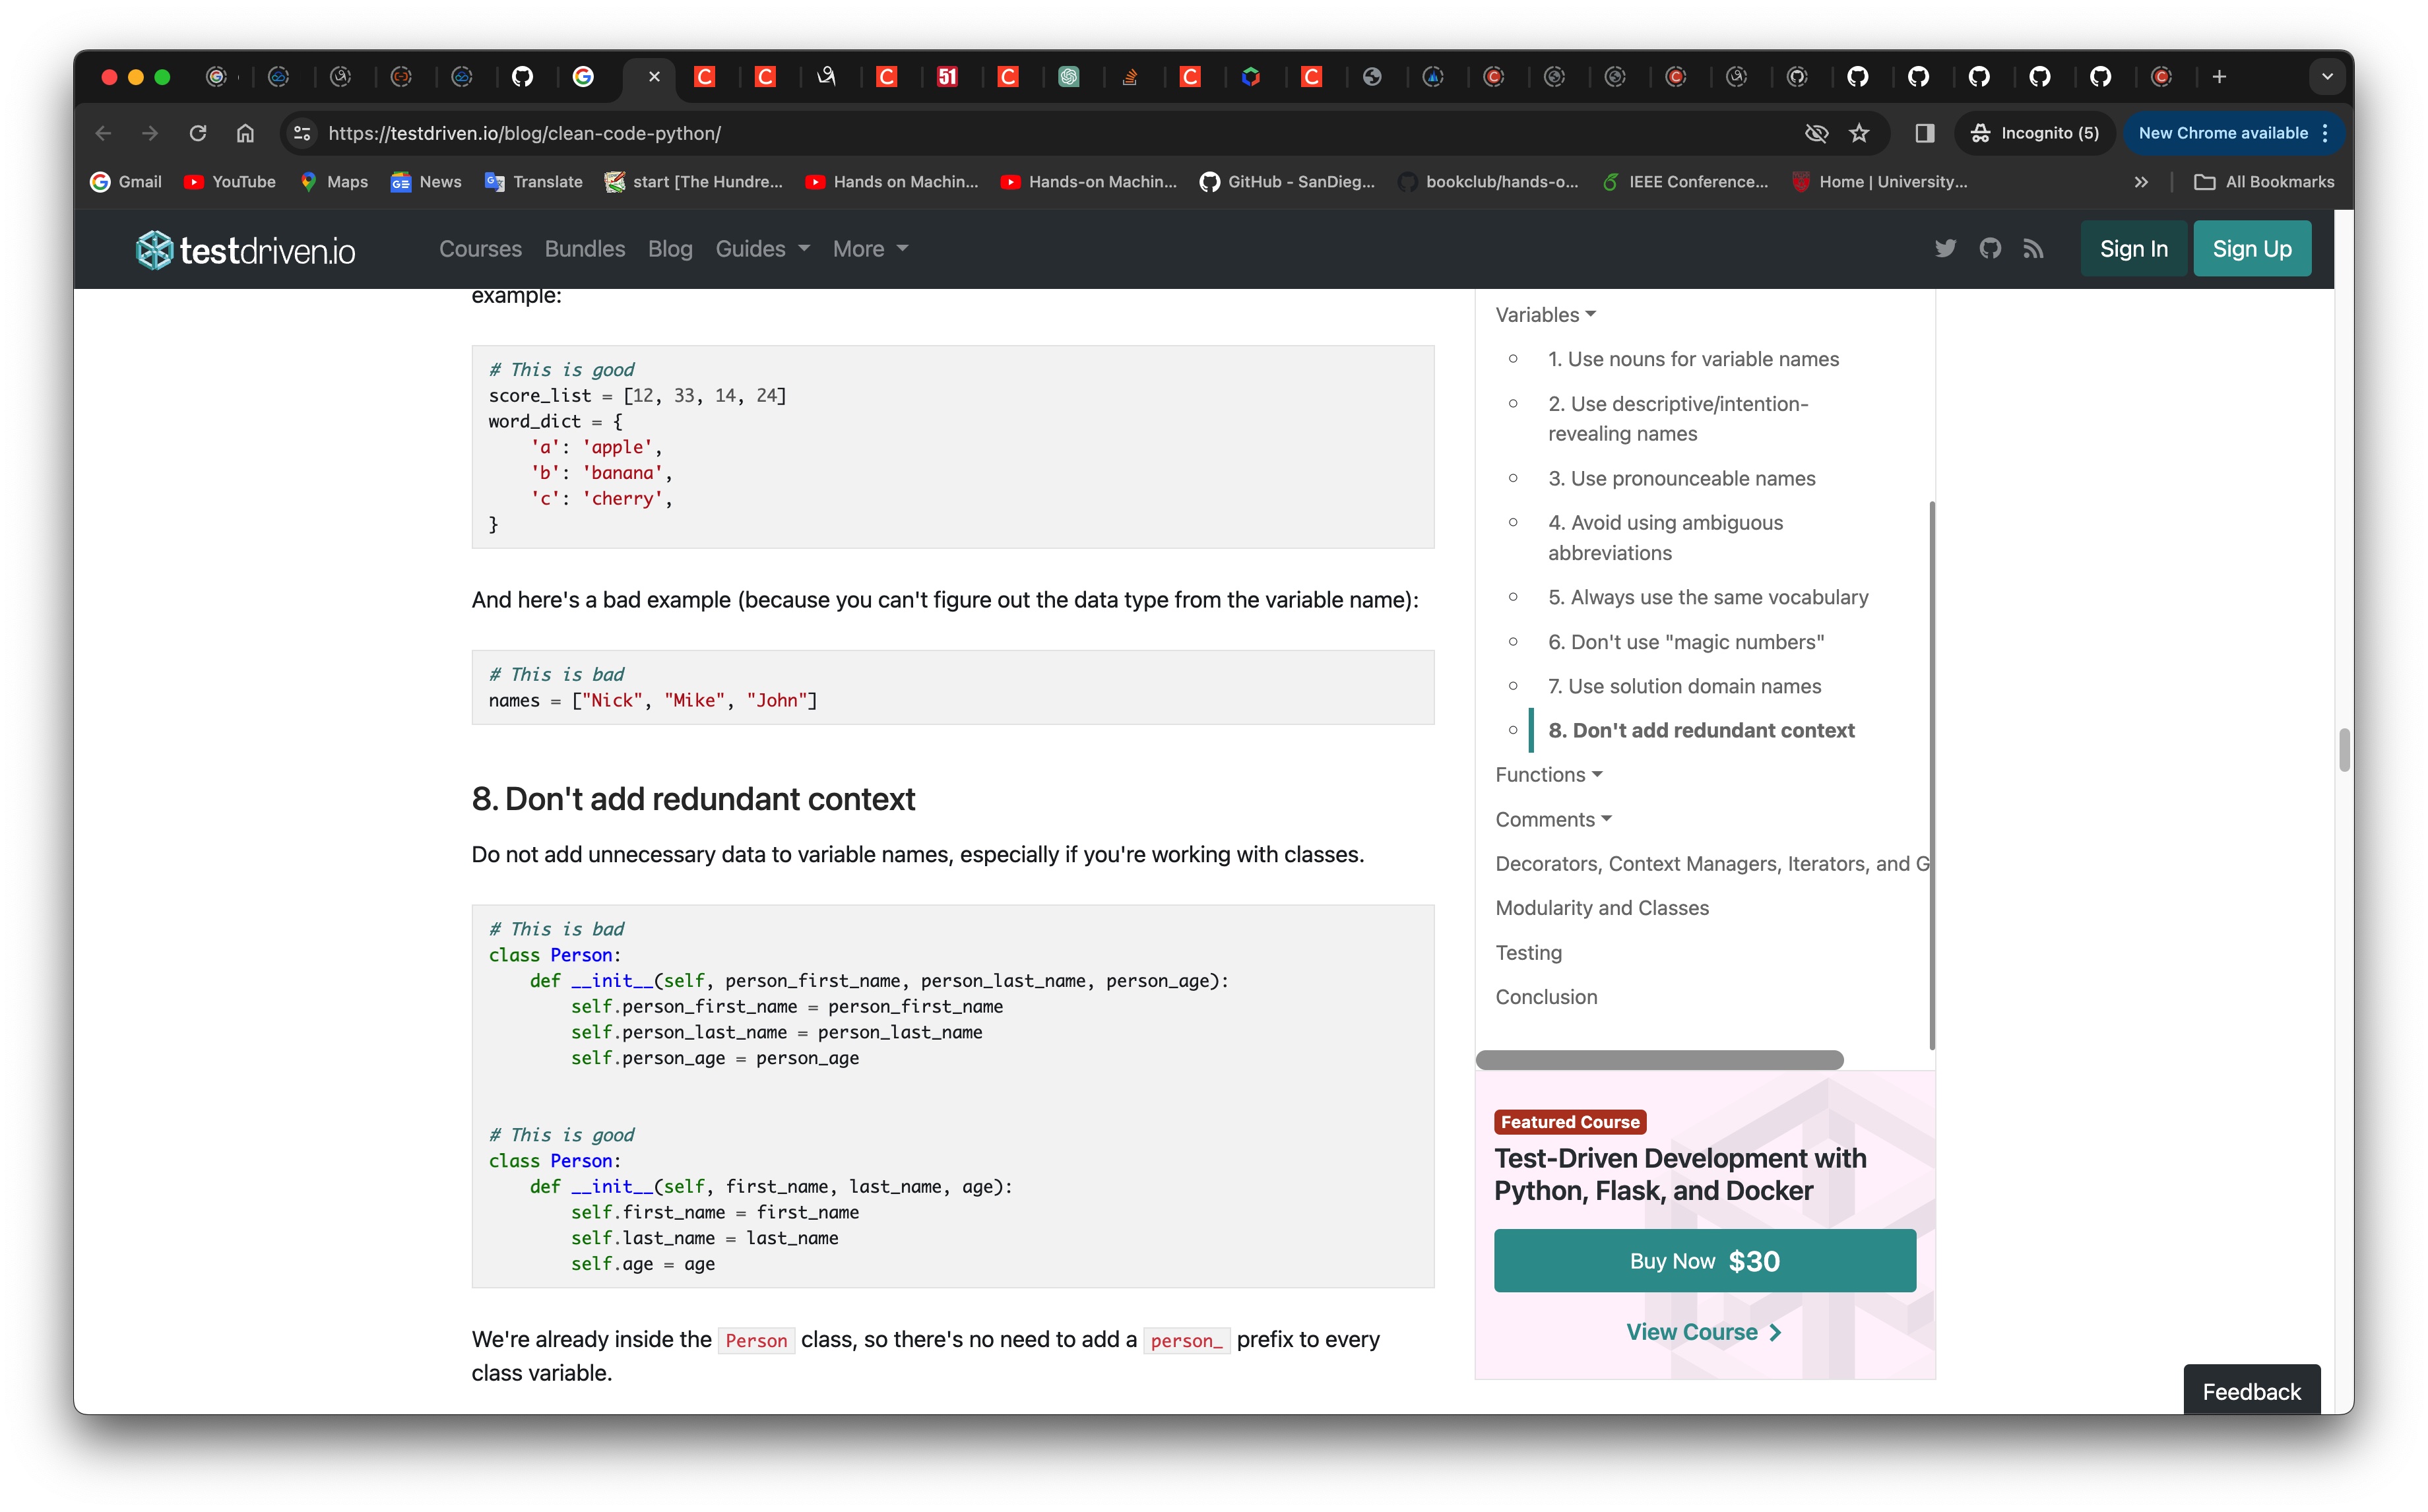 51
https://testdriven.io/blog/clean-code-python/
Incognito (5)
New Chrome available
Gmail
YouTube
Maps
News
Translate
start [The Hundre...
Hands on Machin...
Hands-on Machin...
GitHub - SanDieg...
bookclub/hands-o...
IEEE Conference...
Home | University...
All Bookmarks
testdriven.io
Courses
Bundles
Blog
Guides
More
Sign In
Sign Up
example:
# This is good
score_list = [12, 33, 14, 24]
word_dict = {
    'a': 'apple',
    'b': 'banana',
    'c': 'cherry',
}
And here's a bad example (because you can't figure out the data type from the variable name):
# This is bad
names = ["Nick", "Mike", "John"]
8. Don't add redundant context
Do not add unnecessary data to variable names, especially if you're working with classes.
# This is bad
class Person:
    def __init__(self, person_first_name, person_last_name, person_age):
        self.person_first_name = person_first_name
        self.person_last_name = person_last_name
        self.person_age = person_age
# This is good
class Person:
    def __init__(self, first_name, last_name, age):
        self.first_name = first_name
        self.last_name = last_name
        self.age = age
We're already inside the Person class, so there's no need to add a person_ prefix to every
class variable.
Variables
1. Use nouns for variable names
2. Use descriptive/intention-
revealing names
3. Use pronounceable names
4. Avoid using ambiguous
abbreviations
5. Always use the same vocabulary
6. Don't use "magic numbers"
7. Use solution domain names
8. Don't add redundant context
Functions
Comments
Decorators, Context Managers, Iterators, and G
Modularity and Classes
Testing
Conclusion
Featured Course
Test-Driven Development with
Python, Flask, and Docker
Buy Now $30
View Course
Feedback